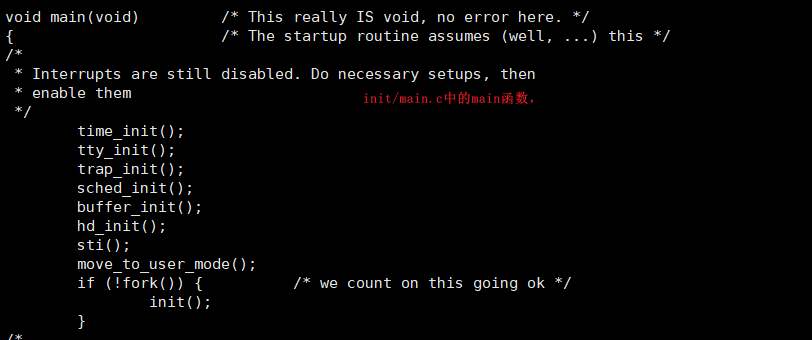 void main(void)         /* This really IS void, no error here. */
{                       /* The startup routine assumes (well, ...) this */
/*
 * Interrupts are still disabled. Do necessary setups, then
 * enable them
init/main.c中的main函数，
 */
        time_init();
        tty_init();
        trap_init();
        sched_init();
        buffer_init();
        hd_init();
        sti();
        move_to_user_mode();
        if (!fork()) {          /* we count on this going ok */
                init();
        }
/*